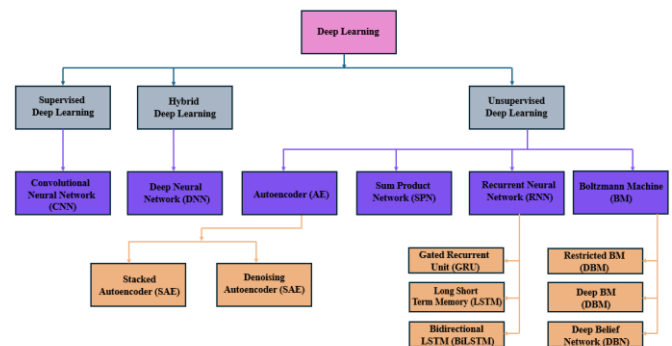 Deep Learning
Supervised
Deep Learning
Hybrid
Deep Learning
Unsupervised
Deep Learning
Convolutional
Neural Network
(CNN)
Deep Neural
Network (DNN)
Autoencoder (AE)
Sum Product
Network (SPN)
Recurrent Neural
Network (RNN)
Boltzmann Machine
(BM)
Stacked
Autoencoder (SAE)
Denoising
Autoencoder (SAE)
Gated Recurrent
Unit (GRU)
Long Short
Term Memory (LSTM)
Bidirectional
LSTM (BiLSTM)
Restricted BM
(DBM)
Deep BM
(DBM)
Deep Belief
Network (DBN)